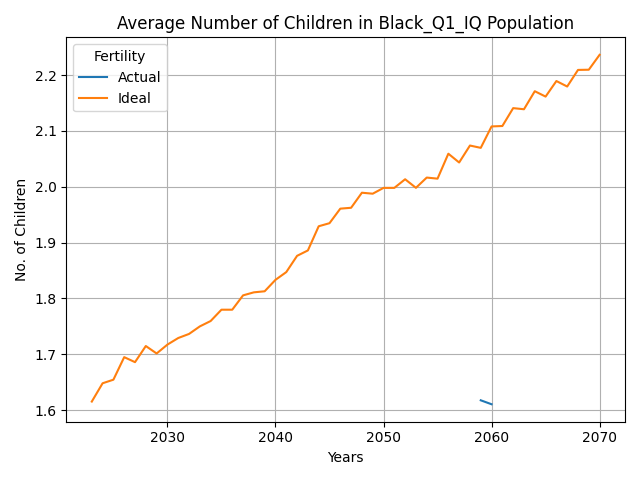 Average Number of Children in Black_Q1_IQ Population
Fertility
Actual
Ideal
No. of Children
2.2
2.1
2.0
1.9
1.8
1.7
1.6
2030 2040 2050 2060 2070
Years